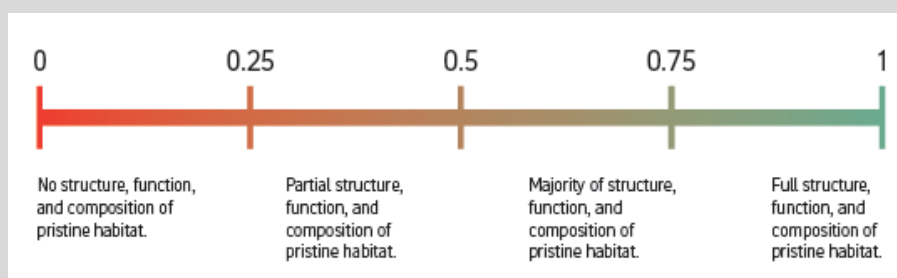 0 0.25 0.5 0.75 1
No structure, function,
and composition of
pristine habitat.
Partial structure,
function, and
composition of
pristine habitat.
Majority of structure,
function, and
composition of
pristine habitat.
Full structure,
function, and
composition of
pristine habitat.